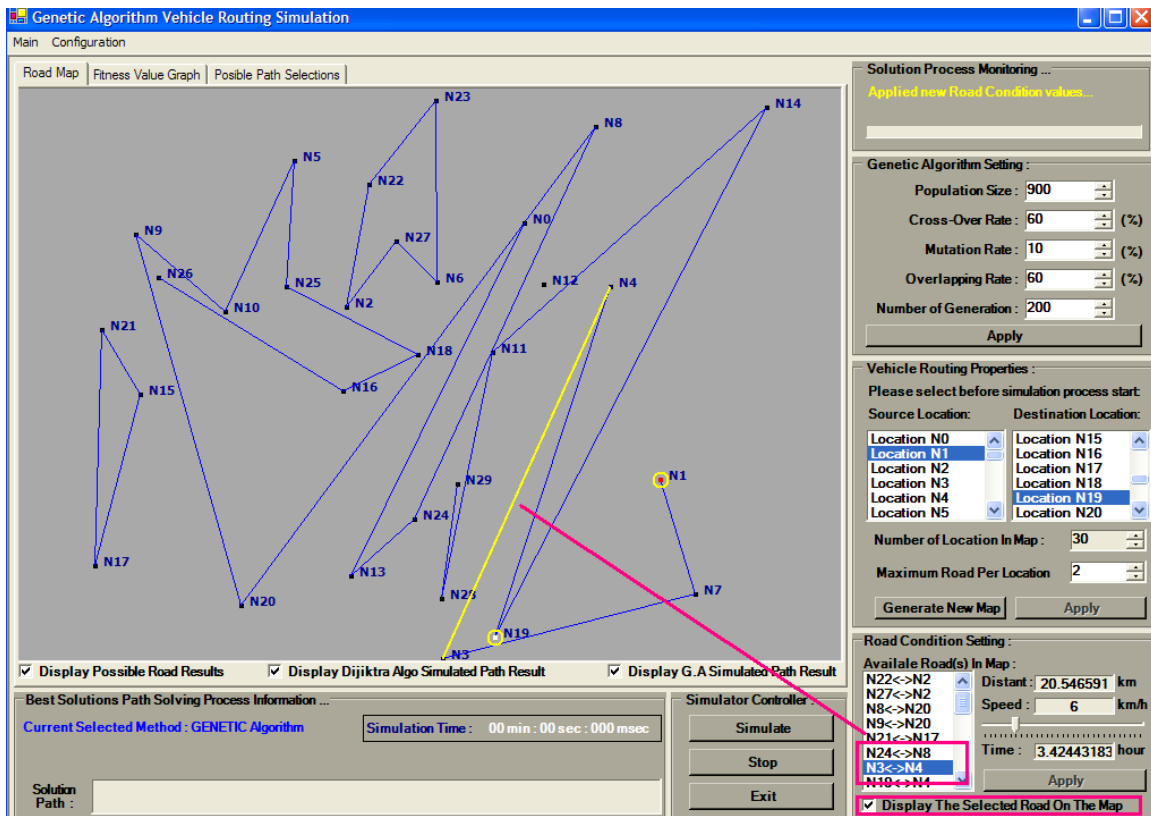 Genetic Algorithm Vehicle Routing Simulation
Main Configuration
Road Map Fitness Value Graph Posible Path Selections
N23
N14
N8
N5
N22
N0
N9
N27
N26
N6
N12
N4
N25
N2
N10
N21
N18
N11
N16
N15
N29
N1
N24
N17
N13
N28
N7
N20
N19
N3
Display Possible Road Results Display Dijiktra Algo Simulated Path Result Display G.A Simulated Path Result
Best Solutions Path Solving Process Information ...
Current Selected Method : GENETIC Algorithm
Simulation Time : 00 min : 00 sec : 000 msec
Solution
Path :
Simulator Controller :
Simulate
Stop
Exit
Solution Process Monitoring ...
Applied new Road Condition values...
Genetic Algorithm Setting :
Population Size : 900
Cross-Over Rate : 60 (%)
Mutation Rate : 10 (%)
Overlapping Rate : 60 (%)
Number of Generation : 200
Apply
Vehicle Routing Properties :
Please select before simulation process start:
Source Location: Destination Location:
Location N0 Location N15
Location N1 Location N16
Location N2 Location N17
Location N3 Location N18
Location N4 Location N19
Location N5 Location N20
Number of Location In Map : 30
Maximum Road Per Location 2
Generate New Map Apply
Road Condition Setting :
Availale Road(s) In Map :
N22<->N2
N27<->N2
N8<->N20
N9<->N20
N21<->N17
N24<->N8
N3<->N4
N19<->N4
Distant : 20.546591 km
Speed : 6 km/h
Time : 3.42443183 hour
Apply
Display The Selected Road On The Map